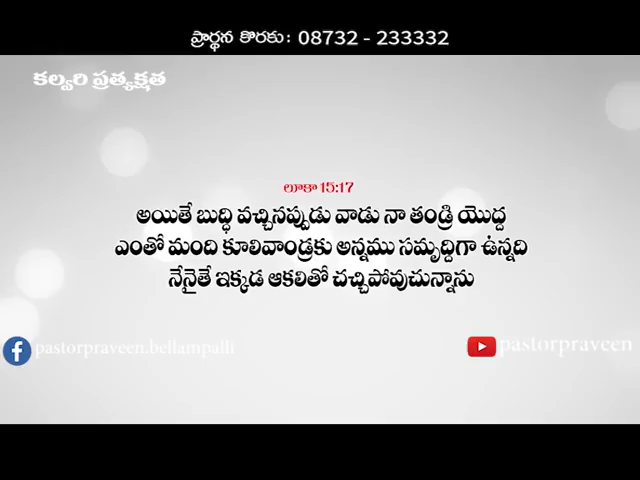 ప్రార్థన కొరకు: 08732 - 233332
కల్వరి ప్రత్యక్షత
లూకా 15:17
అయితే బుద్ధి వచ్చినప్పుడు వాడు నా తండ్రి యొద్ద
ఎంతో మంది కూలివాండ్రకు అన్నము సమృద్దిగా ఉన్నది
నేనైతే ఇక్కడ ఆకలితో చచ్చిపోవుచున్నాను
pastorpraveen.bellampalli
pastorpraveen